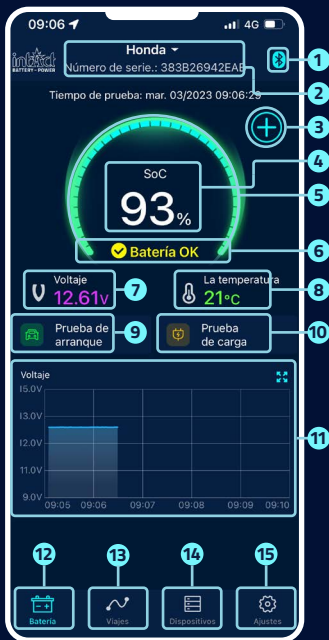 09:06
4G
intAct
BATTERY - POWER
Honda
Número de serie.: 383B26942EAB
Tiempo de prueba: mar. 03/2023 09:06:29
1
2
3
SoC
93%
4
5
Batería OK
6
Voltaje
12.61v
7
La temperatura
21°C
8
Prueba de
arranque
9
Prueba
de carga
10
Voltaje
15.0V
13.0V
12.0V
11.0V
9.0V
09:05 09:06 09:07 09:08 09:09 09:10
11
12
13
14
15
Batería
Viajes
Dispositivos
Ajustes